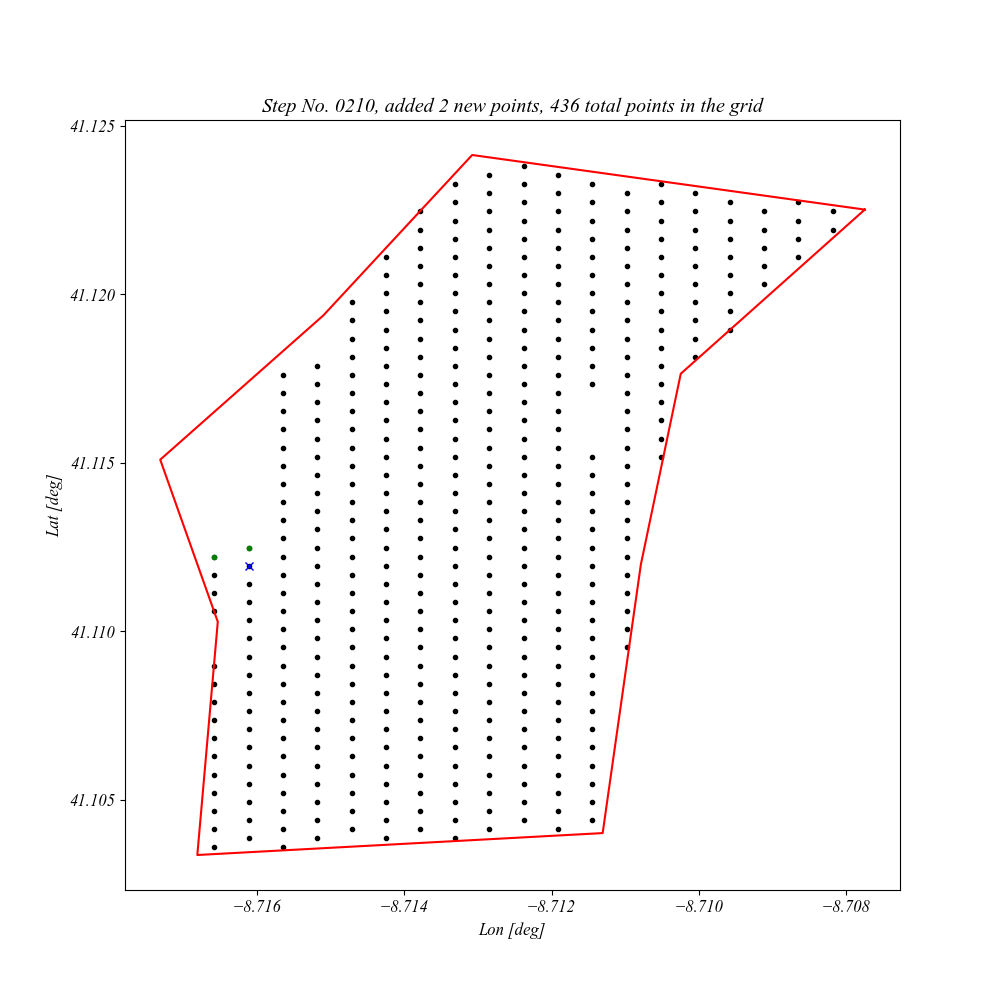 Step No. 0210, added 2 new points, 436 total points in the grid
41.125
41.120
41.115
41.110
41.105
Lat [deg]
−8.716 −8.714 −8.712 −8.710 −8.708
Lon [deg]